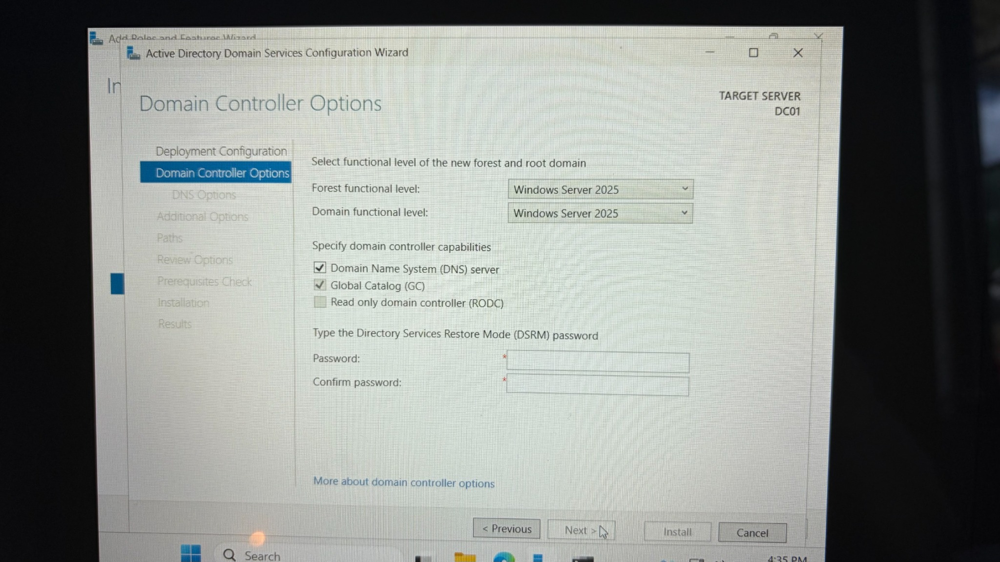 Add Roles and Features Wizard
Active Directory Domain Services Configuration Wizard
In
Domain Controller Options
TARGET SERVER
DC01
Deployment Configuration
Domain Controller Options
DNS Options
Additional Options
Paths
Review Options
Prerequisites Check
Installation
Results
Select functional level of the new forest and root domain
Forest functional level: Windows Server 2025
Domain functional level: Windows Server 2025
Specify domain controller capabilities
Domain Name System (DNS) server
Global Catalog (GC)
Read only domain controller (RODC)
Type the Directory Services Restore Mode (DSRM) password
Password: *
Confirm password: *
More about domain controller options
< Previous Next > Install Cancel
Search 4:35 PM